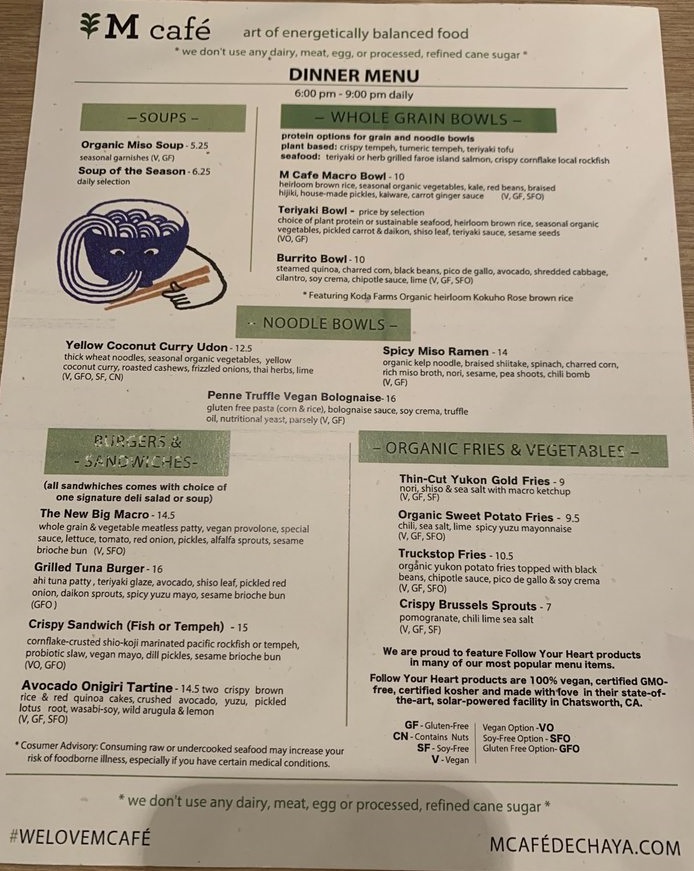 M café art of energetically balanced food
* we don't use any dairy, meat, egg, or processed, refined cane sugar *
DINNER MENU
6:00 pm - 9:00 pm daily
– SOUPS –
Organic Miso Soup - 5.25
seasonal garnishes (V, GF)
Soup of the Season - 6.25
daily selection
– WHOLE GRAIN BOWLS –
protein options for grain and noodle bowls
plant based: crispy tempeh, tumeric tempeh, teriyaki tofu
seafood: teriyaki or herb grilled faroe island salmon, crispy cornflake local rockfish
M Cafe Macro Bowl - 10
heirloom brown rice, seasonal organic vegetables, kale, red beans, braised
hijiki, house-made pickles, kaiware, carrot ginger sauce (V, GF, SFO)
Teriyaki Bowl - price by selection
choice of plant protein or sustainable seafood, heirloom brown rice, seasonal organic
vegetables, pickled carrot & daikon, shiso leaf, teriyaki sauce, sesame seeds
(VO, GF)
Burrito Bowl - 10
steamed quinoa, charred corn, black beans, pico de gallo, avocado, shredded cabbage,
cilantro, soy crema, chipotle sauce, lime (V, GF, SFO)
* Featuring Koda Farms Organic heirloom Kokuho Rose brown rice
– NOODLE BOWLS –
Yellow Coconut Curry Udon - 12.5
thick wheat noodles, seasonal organic vegetables, yellow
coconut curry, roasted cashews, frizzled onions, thai herbs, lime
(V, GFO, SF, CN)
Spicy Miso Ramen - 14
organic kelp noodle, braised shiitake, spinach, charred corn,
rich miso broth, nori, sesame, pea shoots, chili bomb
(V, GF)
Penne Truffle Vegan Bolognaise- 16
gluten free pasta (corn & rice), bolognaise sauce, soy crema, truffle
oil, nutritional yeast, parsely (V, GF)
BURGERS &
- SANDWICHES-
(all sandwhiches comes with choice of
one signature deli salad or soup)
The New Big Macro - 14.5
whole grain & vegetable meatless patty, vegan provolone, special
sauce, lettuce, tomato, red onion, pickles, alfalfa sprouts, sesame
brioche bun (V, SFO)
Grilled Tuna Burger - 16
ahi tuna patty, teriyaki glaze, avocado, shiso leaf, pickled red
onion, daikon sprouts, spicy yuzu mayo, sesame brioche bun
(GFO )
Crispy Sandwich (Fish or Tempeh) - 15
cornflake-crusted shio-koji marinated pacific rockfish or tempeh,
probiotic slaw, vegan mayo, dill pickles, sesame brioche bun
(VO, GFO)
Avocado Onigiri Tartine - 14.5 two crispy brown
rice & red quinoa cakes, crushed avocado, yuzu, pickled
lotus root, wasabi-soy, wild arugula & lemon
(V, GF, SFO)
* Cosumer Advisory: Consuming raw or undercooked seafood may increase your
risk of foodborne illness, especially if you have certain medical conditions.
– ORGANIC FRIES & VEGETABLES –
Thin-Cut Yukon Gold Fries - 9
nori, shiso & sea salt with macro ketchup
(V, GF, SF)
Organic Sweet Potato Fries - 9.5
chili, sea salt, lime spicy yuzu mayonnaise
(V, GF, SFO)
Truckstop Fries - 10.5
organic yukon potato fries topped with black
beans, chipotle sauce, pico de gallo & soy crema
(V, GF, SFO)
Crispy Brussels Sprouts - 7
pomogranate, chili lime sea salt
(V, GF, SF)
We are proud to feature Follow Your Heart products
in many of our most popular menu items.
Follow Your Heart products are 100% vegan, certified GMO-
free, certified kosher and made with love in their state-of-
the-art, solar-powered facility in Chatsworth, CA.
GF - Gluten-Free
CN - Contains Nuts
SF - Soy-Free
V - Vegan
Vegan Option -VO
Soy-Free Option - SFO
Gluten Free Option- GFO
* we don't use any dairy, meat, egg or processed, refined cane sugar *
#WELOVEMCAFÉ
MCAFÉDECHAYA.COM